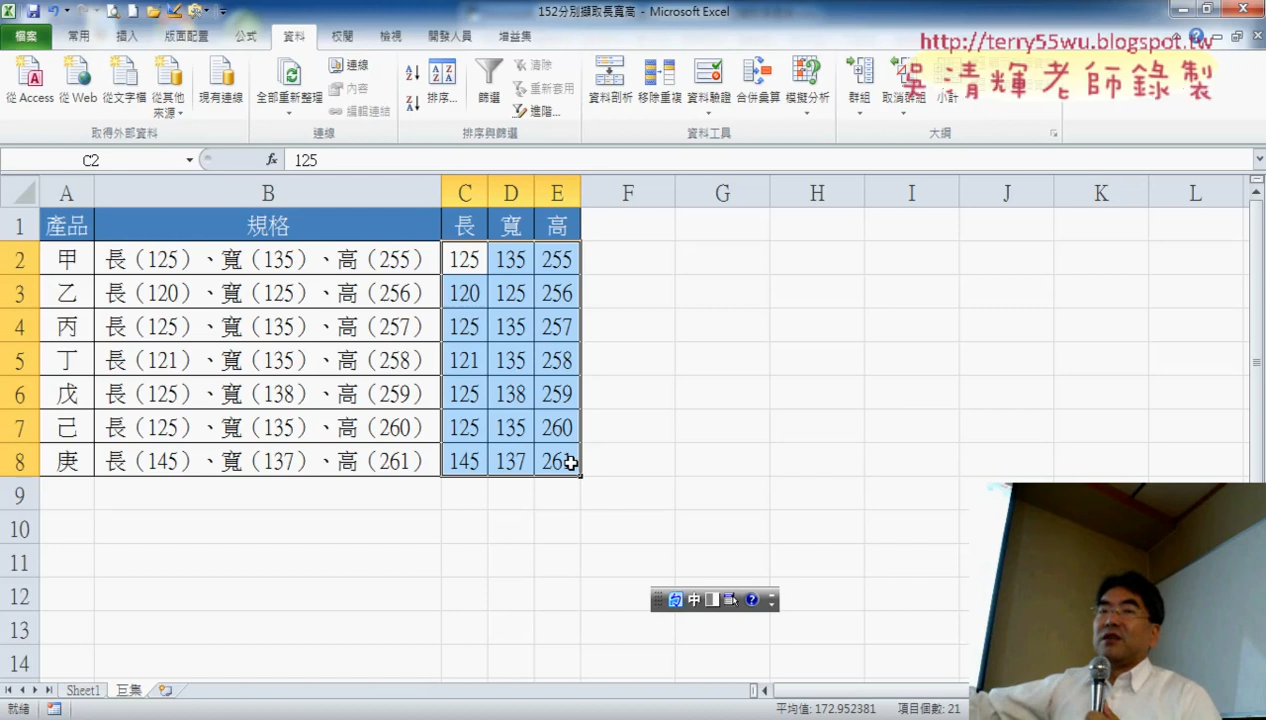 152分別擷取長寬高 - Microsoft Excel
檔案 常用 插入 版面配置 公式 資料 校閱 檢視 開發人員 增益集
http://terry55wu.blogspot.tw
吳清輝老師錄製
從 Access 從 Web 從文字檔 從其他來源 現有連線 全部重新整理 連線 內容 編輯連結 排序... 篩選 清除 重新套用 進階... 資料剖析 移除重複 資料驗證 合併彙算 模擬分析 群組 取消群組 小計
取得外部資料 連線 排序與篩選 資料工具 大綱
C2 fx 125
A B C D E F G H I J K L
1 產品 規格 長 寬 高
2 甲 長（125）、寬（135）、高（255） 125 135 255
3 乙 長（120）、寬（125）、高（256） 120 125 256
4 丙 長（125）、寬（135）、高（257） 125 135 257
5 丁 長（121）、寬（135）、高（258） 121 135 258
6 戊 長（125）、寬（138）、高（259） 125 138 259
7 己 長（125）、寬（135）、高（260） 125 135 260
8 庚 長（145）、寬（137）、高（261） 145 137 261
9
10
11
12
13
14
中
Sheet1 巨集
就緒 平均值: 172.952381 項目個數: 21